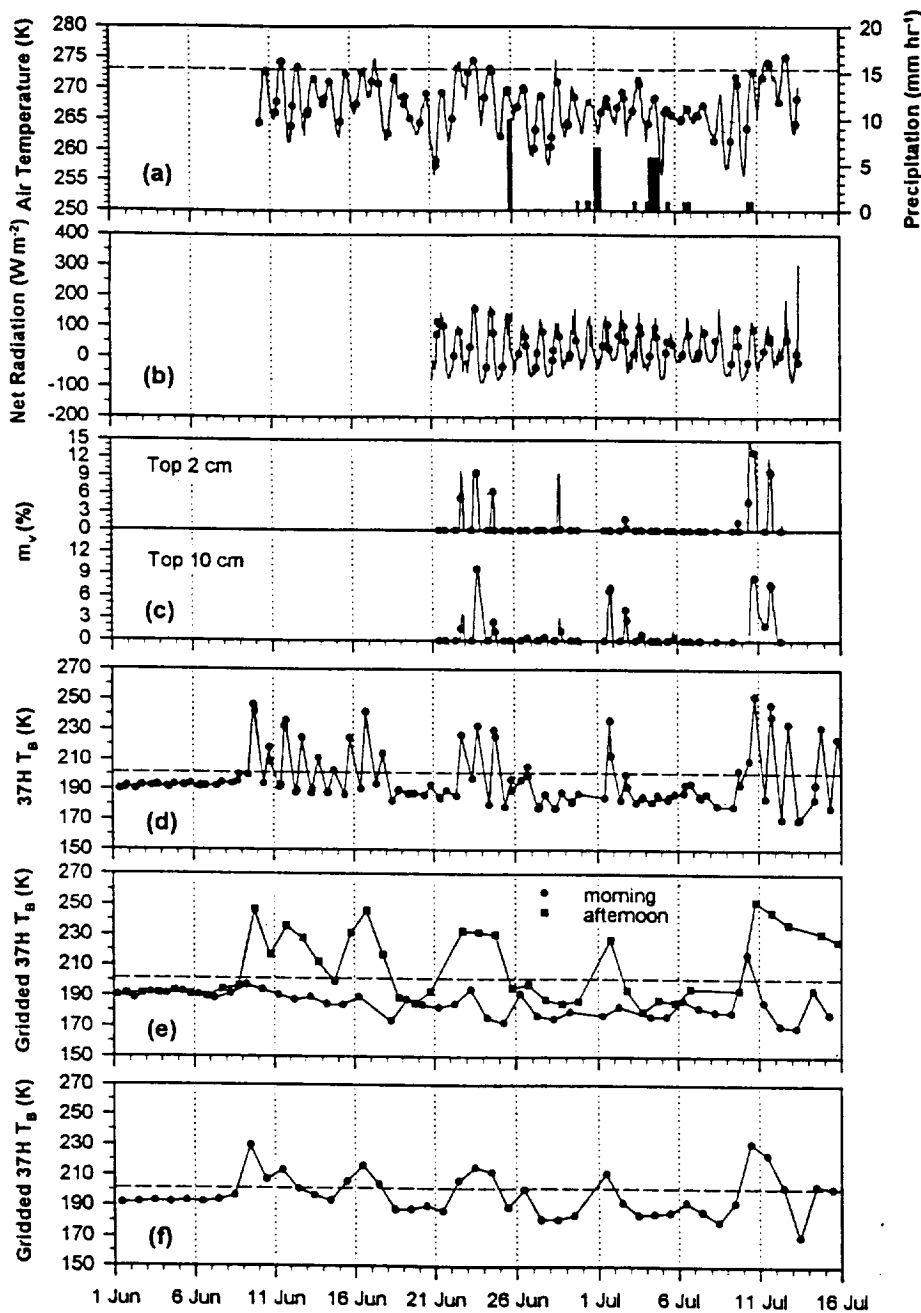 Air Temperature (K)
280
275
270
265
260
255
250
(a)
20
15
10
5
0
Precipitation (mm hr⁻¹)
Net Radiation (W m⁻²)
400
300
200
100
0
-100
-200
(b)
m_v (%)
15
12
9
6
3
0
Top 2 cm
12
9
6
3
0
Top 10 cm
(c)
37H T_B (K)
270
250
230
210
190
170
150
(d)
Gridded 37H T_B (K)
270
250
230
210
190
170
150
morning
afternoon
(e)
Gridded 37H T_B (K)
270
250
230
210
190
170
150
(f)
1 Jun 6 Jun 11 Jun 16 Jun 21 Jun 26 Jun 1 Jul 6 Jul 11 Jul 16 Jul